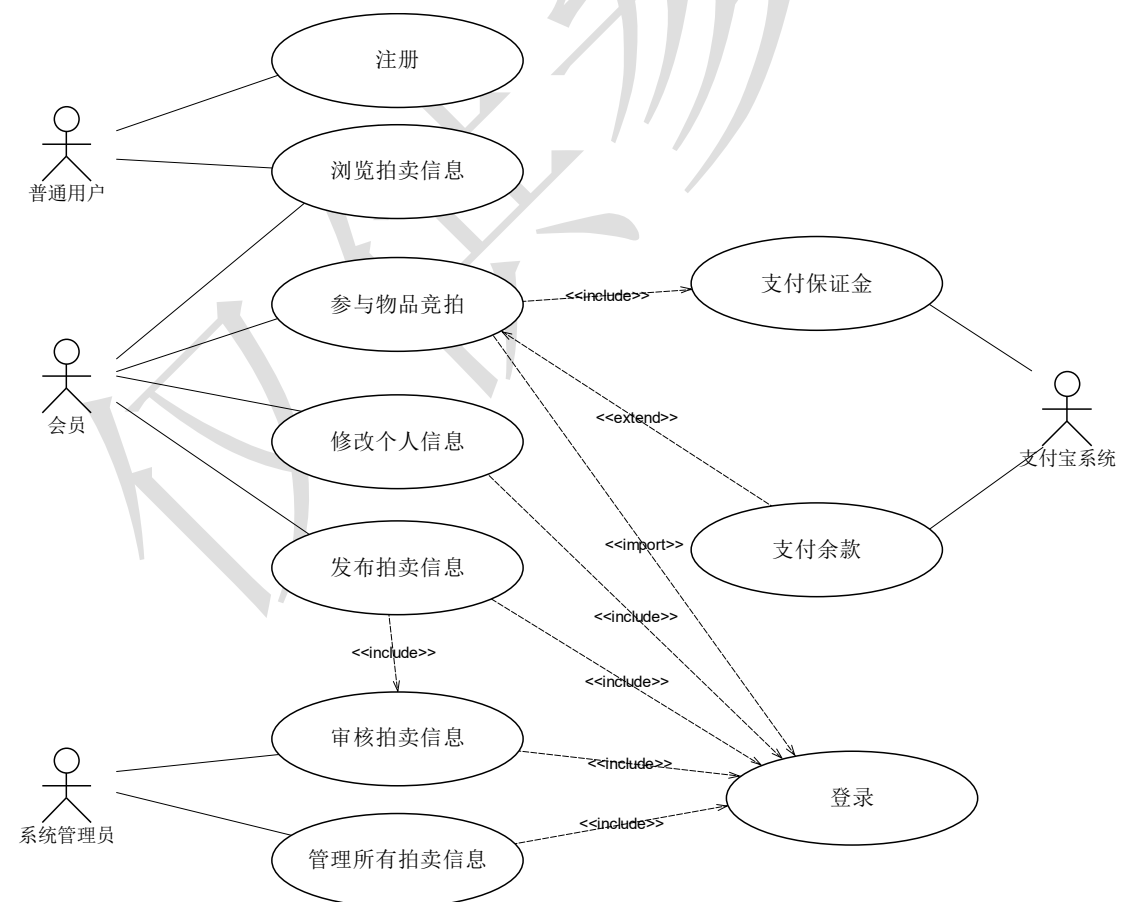 注册
浏览拍卖信息
普通用户
支付保证金
<<include>>
参与物品竞拍
会员
<<extend>>
修改个人信息
支付宝系统
<<import>>
支付余款
发布拍卖信息
<<include>>
<<include>>
<<include>>
审核拍卖信息
<<include>>
登录
系统管理员
<<include>>
管理所有拍卖信息